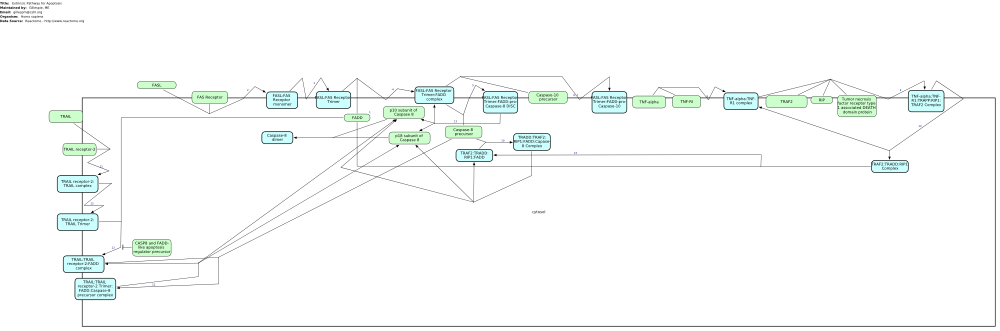 Title: Extrinsic Pathway for Apoptosis
Maintained by: Gillespie, ME
Email: gillespm@cshl.org
Organism: Homo sapiens
Data Source: Reactome - http://www.reactome.org
FASL
FAS Receptor
FASL:FAS
Receptor
monomer
FASL:FAS Receptor
Trimer
FASL:FAS Receptor
Trimer:FADD
complex
FASL:FAS Receptor
Trimer:FADD:pro
Caspase-8 DISC
Caspase-10
precursor
FASL:FAS Receptor
Trimer:FADD:pro
Caspase-10
TNF-alpha
TNF-RI
TNF-alpha:TNF-
R1 complex
TRAF2
RIP
Tumor necrosis
factor receptor type
1 associated DEATH
domain protein
TNF-alpha:TNF-
R1:TRAPP:RIP1:
TRAF2 Complex
TRAIL
FADD
p10 subunit of
Caspase-8
p18 subunit of
Caspase-8
Caspase-8
precursor
Caspase-8
dimer
TRADD:TRAF2:
RIP1:FADD:Capase-
8-Complex
TRAF2:TRADD:
RIP1:FADD
TRAF2:TRADD:RIP1
Complex
TRAIL receptor-2
TRAIL receptor-2:
TRAIL complex
TRAIL receptor-2:
TRAIL Trimer
CASP8 and FADD-
like apoptosis
regulator precursor
TRAIL:TRAIL
receptor-2:FADD
complex
TRAIL:TRAIL
receptor-2 Trimer:
FADD:Caspase-8
precursor complex
cytosol